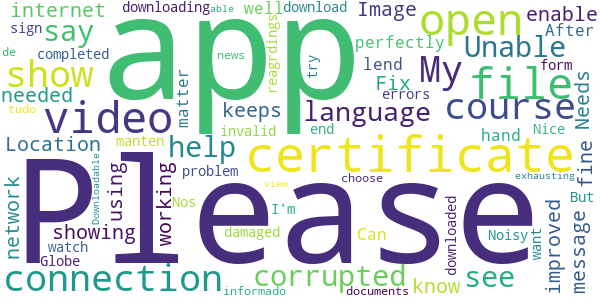 downloading able download
internet well Image open enable
sign say app reagrdings After
de completed news perfectly Unable form
show matter try lend My file
needed Fix errors Needs
tudo video keeps language course
manten invalid end hand Nice
Location help certificate fine
network Downloadable using working problem choose exhausting
Please view But
showing Nos I'm downloaded improved message
watch damaged Can Noisy want
Globe corrupted know see
connection informado documents